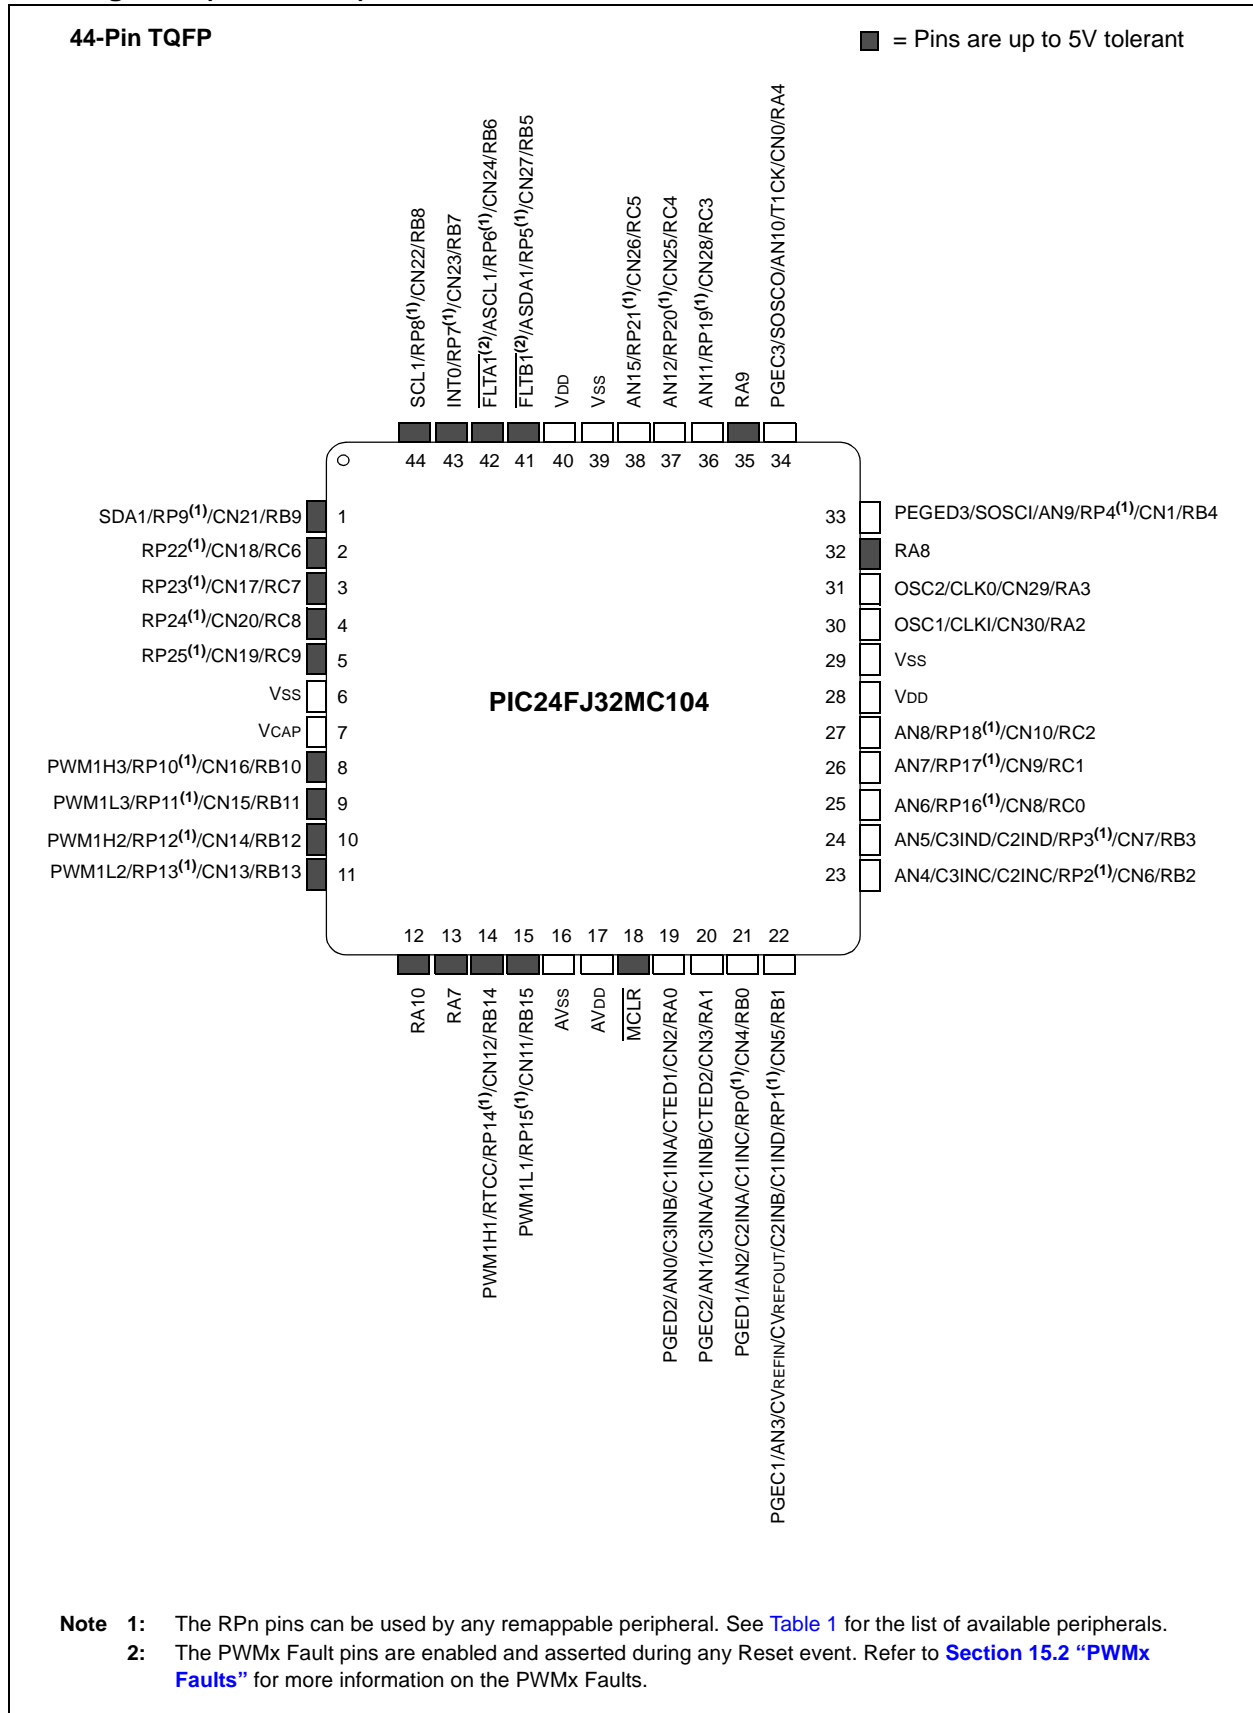 44-Pin TQFP
= Pins are up to 5V tolerant
SCL1/RP8(1)/CN22/RB8
INT0/RP7(1)/CN23/RB7
FLTA1(2)/ASCL1/RP6(1)/CN24/RB6
FLTB1(2)/ASDA1/RP5(1)/CN27/RB5
VDD
VSS
AN15/RP21(1)/CN26/RC5
AN12/RP20(1)/CN25/RC4
AN11/RP19(1)/CN28/RC3
RA9
PGEC3/SOSCO/AN10/T1CK/CN0/RA4
44 43 42 41 40 39 38 37 36 35 34
SDA1/RP9(1)/CN21/RB9 1
RP22(1)/CN18/RC6 2
RP23(1)/CN17/RC7 3
RP24(1)/CN20/RC8 4
RP25(1)/CN19/RC9 5
VSS 6
VCAP 7
PWM1H3/RP10(1)/CN16/RB10 8
PWM1L3/RP11(1)/CN15/RB11 9
PWM1H2/RP12(1)/CN14/RB12 10
PWM1L2/RP13(1)/CN13/RB13 11
PIC24FJ32MC104
33 PEGED3/SOSCI/AN9/RP4(1)/CN1/RB4
32 RA8
31 OSC2/CLK0/CN29/RA3
30 OSC1/CLKI/CN30/RA2
29 VSS
28 VDD
27 AN8/RP18(1)/CN10/RC2
26 AN7/RP17(1)/CN9/RC1
25 AN6/RP16(1)/CN8/RC0
24 AN5/C3IND/C2IND/RP3(1)/CN7/RB3
23 AN4/C3INC/C2INC/RP2(1)/CN6/RB2
12 13 14 15 16 17 18 19 20 21 22
RA10
RA7
PWM1H1/RTCC/RP14(1)/CN12/RB14
PWM1L1/RP15(1)/CN11/RB15
AVSS
AVDD
MCLR
PGED2/AN0/C3INB/C1INA/CTED1/CN2/RA0
PGEC2/AN1/C3INA/C1INB/CTED2/CN3/RA1
PGED1/AN2/C2INA/C1INC/RP0(1)/CN4/RB0
PGEC1/AN3/CVREFIN/CVREFOUT/C2INB/C1IND/RP1(1)/CN5/RB1
Note 1: The RPn pins can be used by any remappable peripheral. See Table 1 for the list of available peripherals.
2: The PWMx Fault pins are enabled and asserted during any Reset event. Refer to Section 15.2 “PWMx
Faults” for more information on the PWMx Faults.